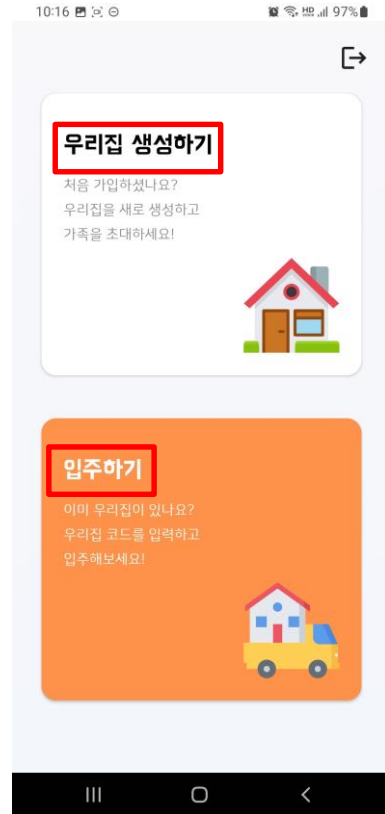 10:16
97%
우리집 생성하기
처음 가입하셨나요?
우리집을 새로 생성하고
가족을 초대하세요!
입주하기
이미 우리집이 있나요?
우리집 코드를 입력하고
입주해보세요!